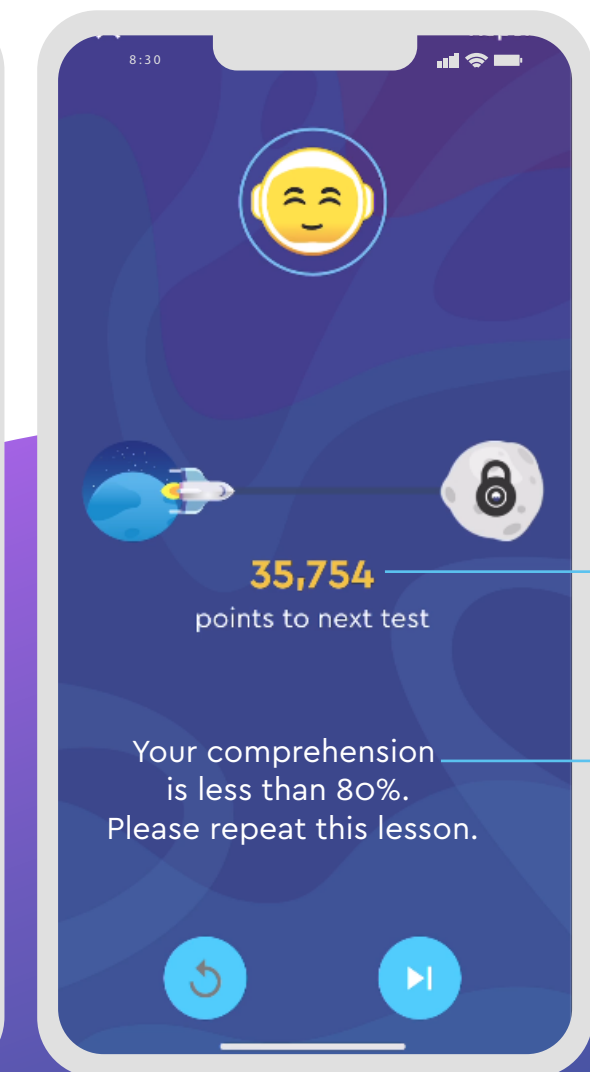 8:30
35,754
points to next test
Your comprehension
is less than 80%.
Please repeat this lesson.